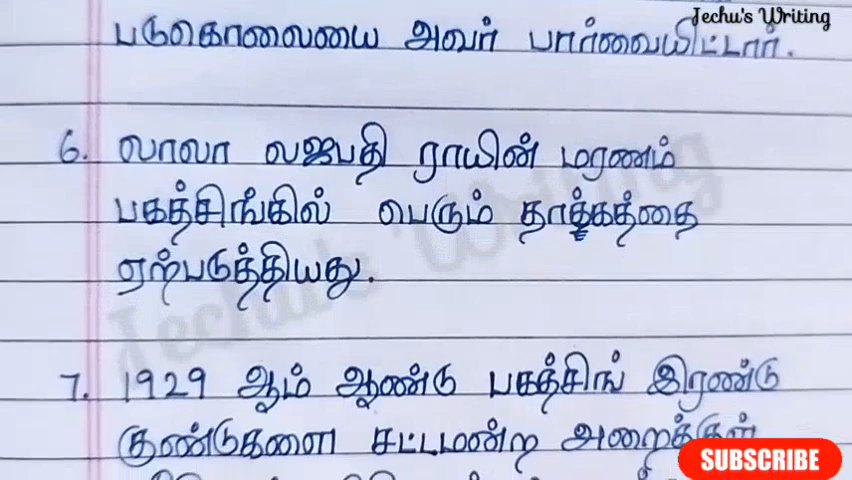 Jechu's Writing
படுகொலையை அவர் பார்வையிட்டார்.
6. லாலா லஜபதி ராயின் மரணம்
பகத்சிங்கில் பெரும் தாக்கத்தை
ஏற்படுத்தியது.
7. 1929 ஆம் ஆண்டு பகத்சிங் இரண்டு
குண்டுகளை சட்டமன்ற அறைக்குள்
SUBSCRIBE